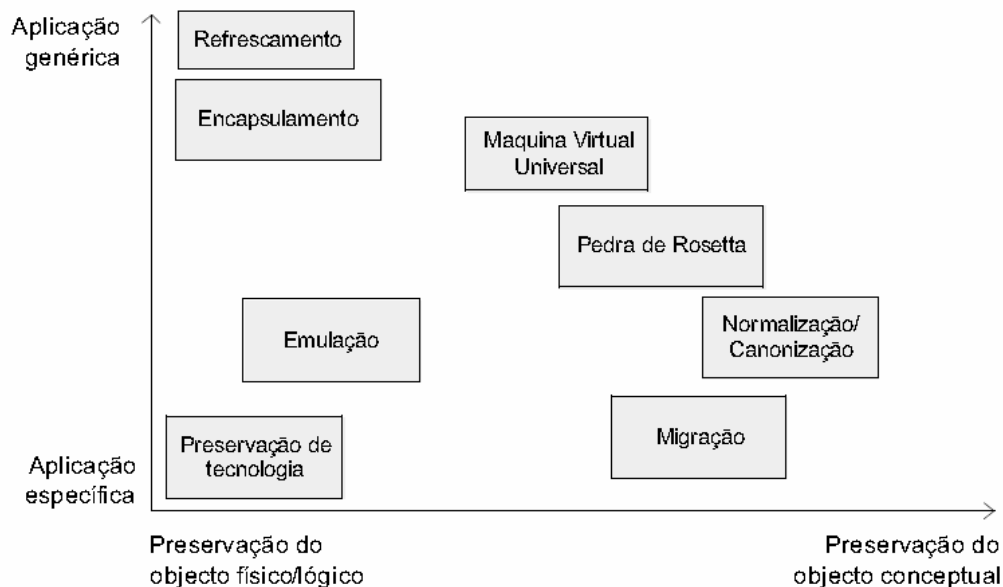 Aplicação
genérica
Refrescamento
Encapsulamento
Maquina Virtual
Universal
Pedra de Rosetta
Emulação
Normalização/
Canonização
Preservação de
tecnologia
Migração
Aplicação
específica
Preservação do
objecto físico/lógico
Preservação do
objecto conceptual